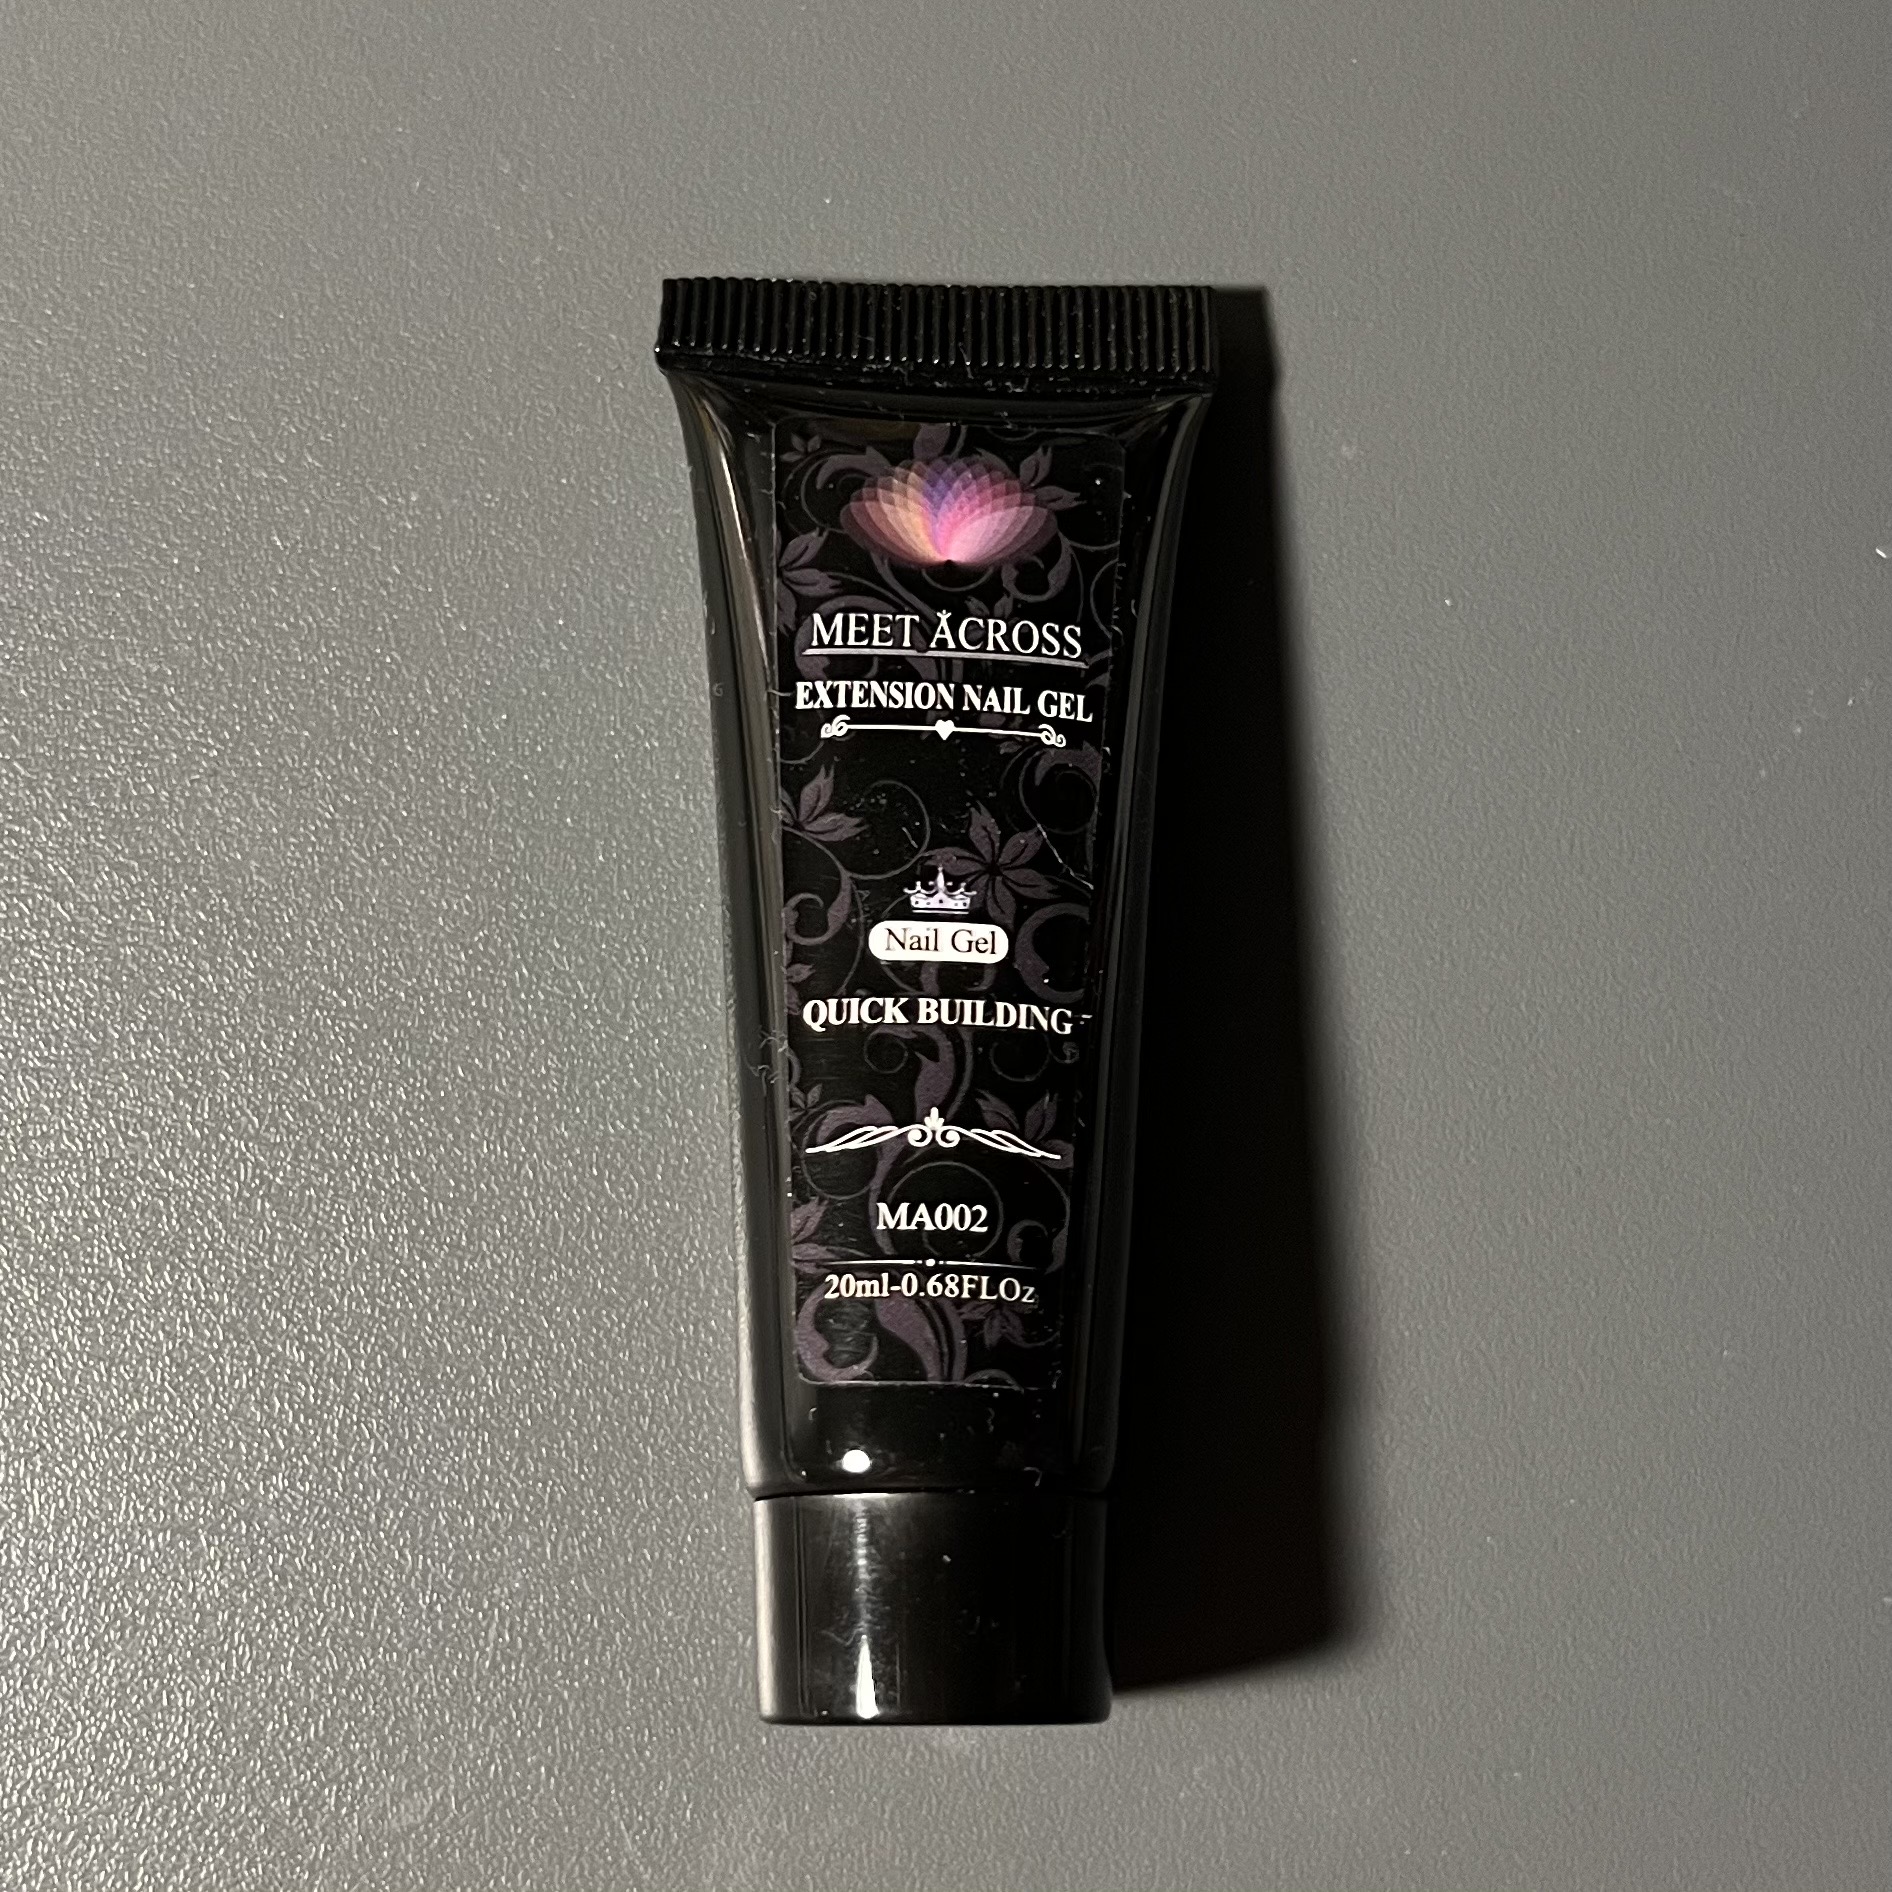 MEET ACROSS
EXTENSION NAIL GEL
Nail Gel
QUICK BUILDING -
MA002
20ml-0.68FLOz